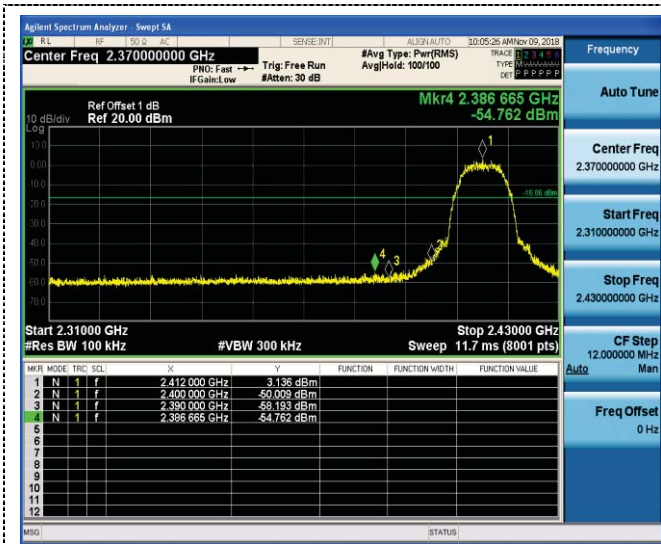 Agilent Spectrum Analyzer - Swept SA
RL RF 50 Ω AC SENSE:INT ALIGN AUTO 10:05:26 AM Nov 09, 2018
Center Freq 2.370000000 GHz
PNO: Fast
IFGain:Low
Trig: Free Run
#Atten: 30 dB
#Avg Type: Pwr(RMS)
Avg|Hold: 100/100
TRACE 1 2 3 4 5 6
TYPE M
DET P P P P P P
Frequency
Auto Tune
Center Freq
2.370000000 GHz
Start Freq
2.310000000 GHz
Stop Freq
2.430000000 GHz
CF Step
12.000000 MHz
Auto Man
Freq Offset
0 Hz
Mkr4 2.386 665 GHz
-54.762 dBm
Ref Offset 1 dB
10 dB/div Ref 20.00 dBm
Log
10.0
0.00
-10.0
-20.0
-30.0
-40.0
-50.0
-60.0
-70.0
1
-16.86 dBm
2
4
3
Start 2.31000 GHz Stop 2.43000 GHz
#Res BW 100 kHz #VBW 300 kHz Sweep 11.7 ms (8001 pts)
MKR MODE TRC SCL X Y FUNCTION FUNCTION WIDTH FUNCTION VALUE
1 N 1 f 2.412 000 GHz 3.136 dBm
2 N 1 f 2.400 000 GHz -50.009 dBm
3 N 1 f 2.390 000 GHz -58.193 dBm
4 N 1 f 2.386 665 GHz -54.762 dBm
5
6
7
8
9
10
11
12
MSG STATUS